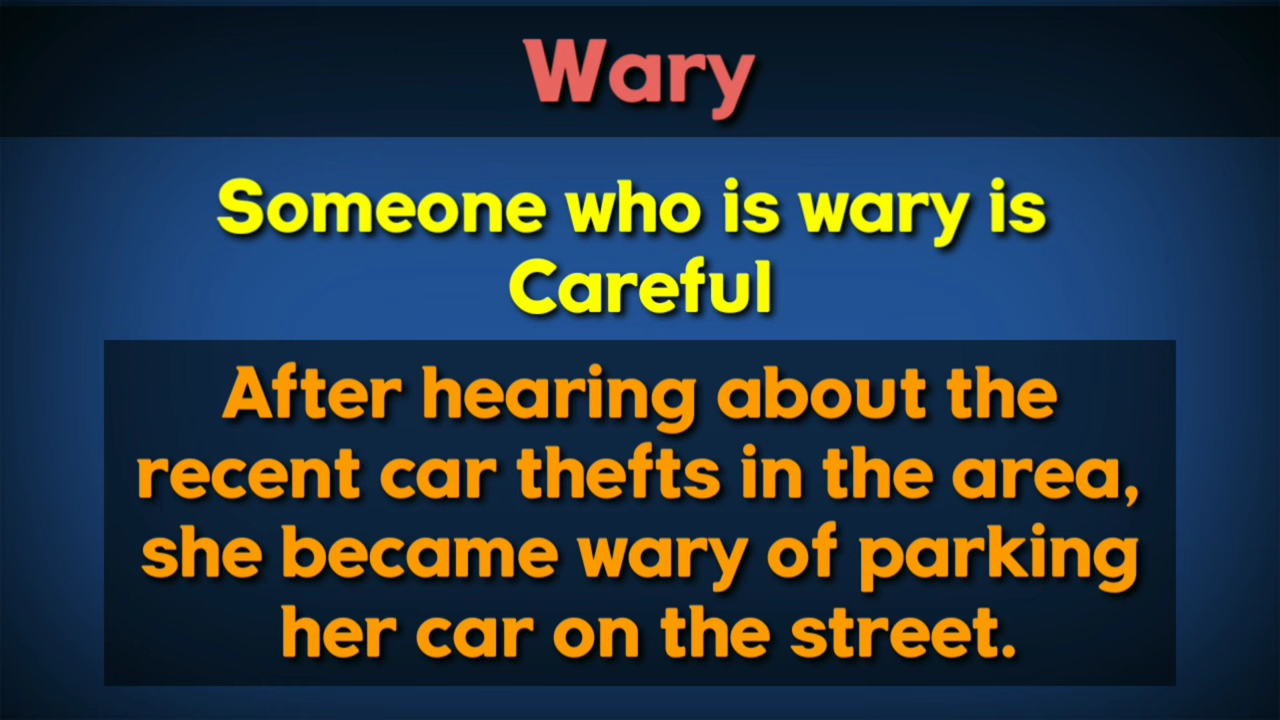 Wary
Someone who is wary is
Careful
After hearing about the
recent car thefts in the area,
she became wary of parking
her car on the street.